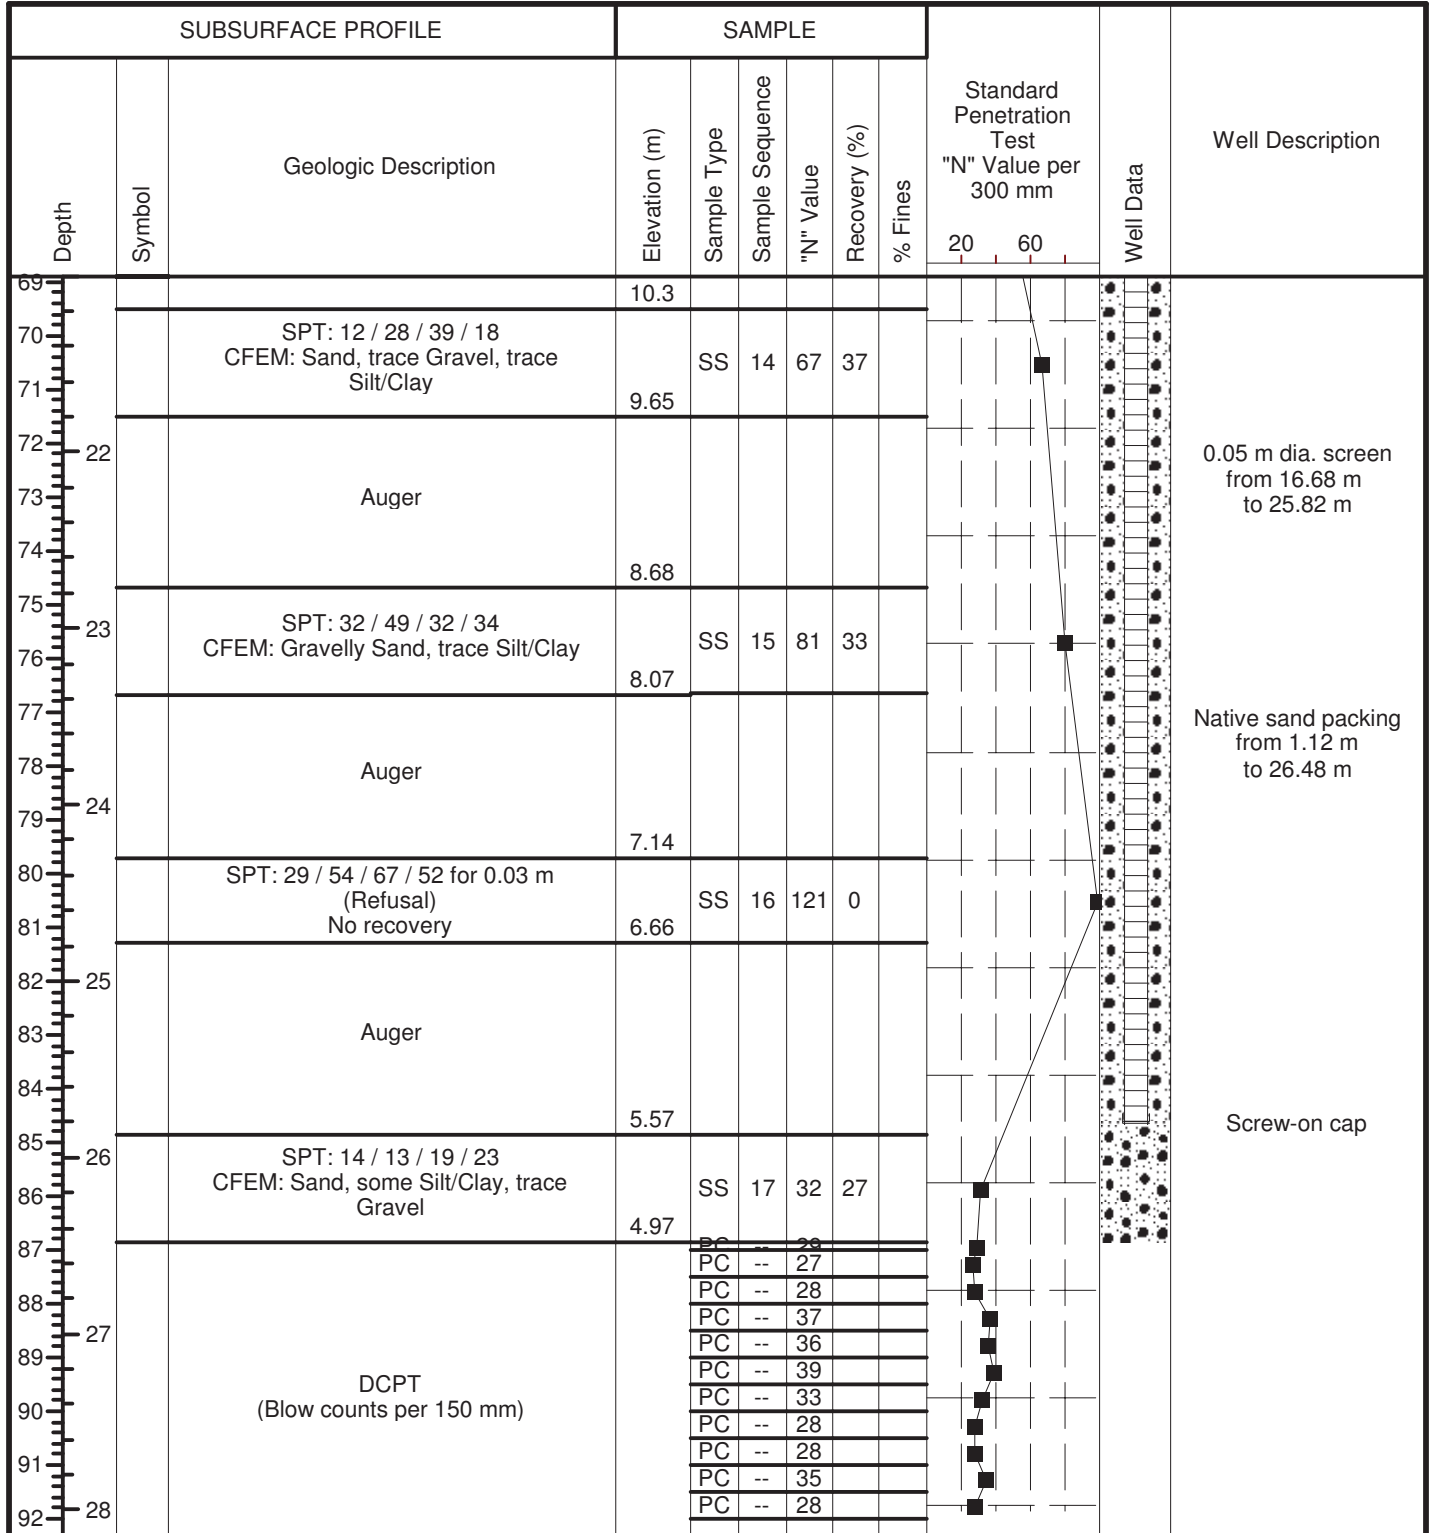 SUBSURFACE PROFILE
SAMPLE
Depth
Symbol
Geologic Description
Elevation (m)
Sample Type
Sample Sequence
"N" Value
Recovery (%)
% Fines
Standard
Penetration
Test
"N" Value per
300 mm
20 60
Well Data
Well Description
69
10.3
70
SPT: 12 / 28 / 39 / 18
CFEM: Sand, trace Gravel, trace
Silt/Clay
SS 14 67 37
71
9.65
72
22
73
Auger
0.05 m dia. screen
from 16.68 m
to 25.82 m
74
8.68
75
23
SPT: 32 / 49 / 32 / 34
CFEM: Gravelly Sand, trace Silt/Clay
SS 15 81 33
76
8.07
77
Native sand packing
from 1.12 m
to 26.48 m
78
Auger
24
79
7.14
80
SPT: 29 / 54 / 67 / 52 for 0.03 m
(Refusal)
No recovery
SS 16 121 0
81
6.66
82
25
83
Auger
84
5.57
Screw-on cap
85
26
SPT: 14 / 13 / 19 / 23
CFEM: Sand, some Silt/Clay, trace
Gravel
SS 17 32 27
86
4.97
87
PC -- 29
PC -- 27
PC -- 28
88
PC -- 37
27
PC -- 36
89
PC -- 39
DCPT
(Blow counts per 150 mm)
PC -- 33
90
PC -- 28
PC -- 28
91
PC -- 35
PC -- 28
28
92